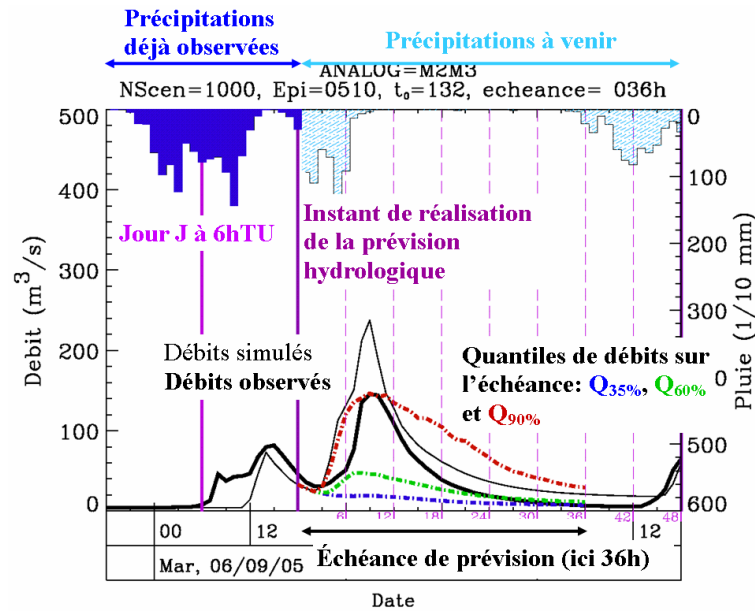 Précipitations déjà observées
Précipitations à venir
ANALOG=M2M3
NScen=1000, Epi=0510, t₀=132, echeance= 036h
500
400
300
200
100
0
Debit (m³/s)
0
100
200
300
0
500
600
Pluie (1/10 mm)
Jour J à 6hTU
Instant de réalisation
de la prévision
hydrologique
Débits simulés
Débits observés
Quantiles de débits sur
l'échéance: Q35%, Q60%
et Q90%
6
12
18
24
30
36
42
48
00
12
12
Échéance de prévision (ici 36h)
Mar, 06/09/05
Date